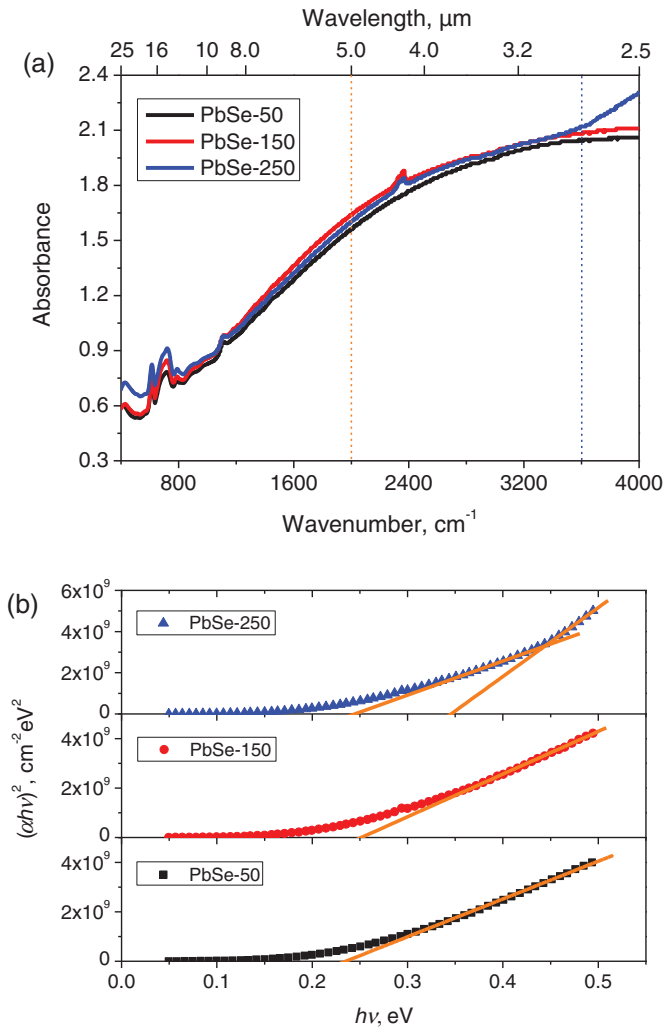 Wavelength, μm
25 16 10 8.0 5.0 4.0 3.2 2.5
(a)
2.4
2.1
1.8
1.5
1.2
0.9
0.6
0.3
Absorbance
PbSe-50
PbSe-150
PbSe-250
800 1600 2400 3200 4000
Wavenumber, cm⁻¹
(b)
6x10⁹
4x10⁹
2x10⁹
0
PbSe-250
4x10⁹
2x10⁹
0
PbSe-150
(αhν)², cm⁻²eV²
4x10⁹
2x10⁹
0
PbSe-50
0.0 0.1 0.2 0.3 0.4 0.5
hν, eV